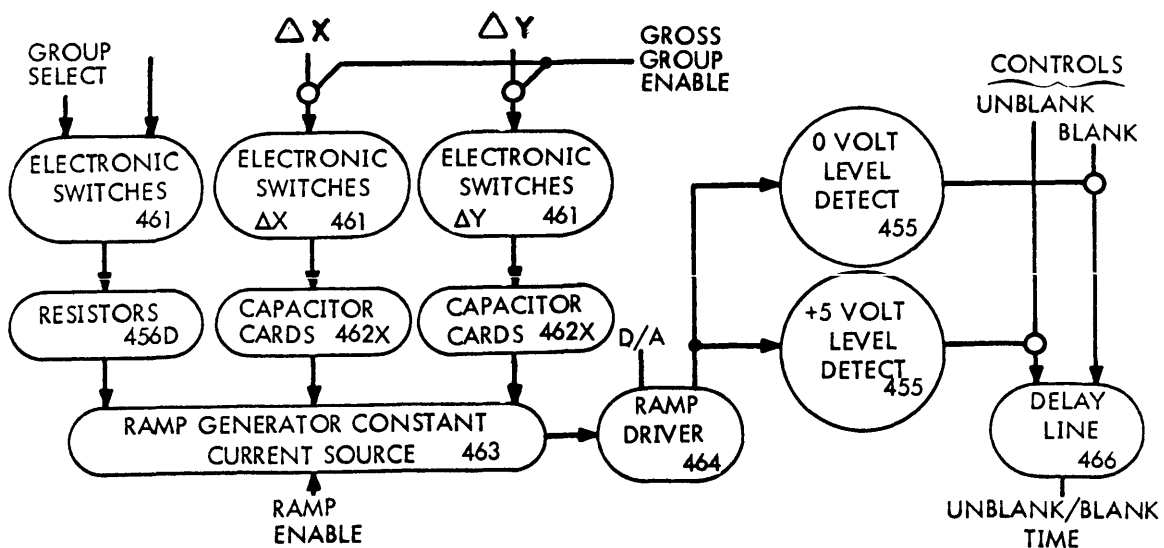 GROUP
SELECT
Δ X
Δ Y
GROSS
GROUP
ENABLE
CONTROLS
UNBLANK
BLANK
ELECTRONIC
SWITCHES
461
ELECTRONIC
SWITCHES
ΔX 461
ELECTRONIC
SWITCHES
ΔY 461
0 VOLT
LEVEL
DETECT
455
RESISTORS
456D
CAPACITOR
CARDS 462X
CAPACITOR
CARDS 462X
D/A
+5 VOLT
LEVEL
DETECT
455
RAMP GENERATOR CONSTANT
CURRENT SOURCE 463
RAMP
DRIVER
464
DELAY
LINE
466
RAMP
ENABLE
UNBLANK/BLANK
TIME